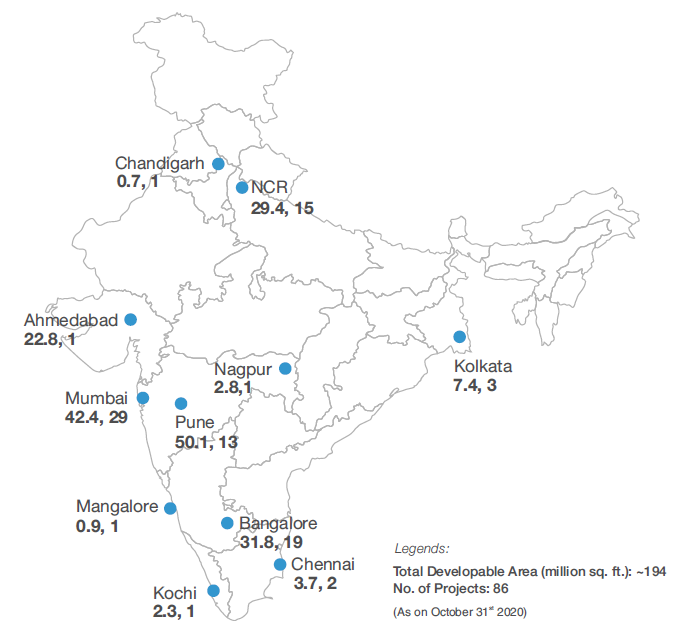 Chandigarh
0.7, 1
NCR
29.4, 15
Ahmedabad
22.8, 1
Nagpur
2.8,1
Kolkata
7.4, 3
Mumbai
42.4, 29
Pune
50.1, 13
Mangalore
0.9, 1
Bangalore
31.8, 19
Chennai
3.7, 2
Kochi
2.3, 1
Legends:
Total Developable Area (million sq. ft.): ~194
No. of Projects: 86
(As on October 31st 2020)